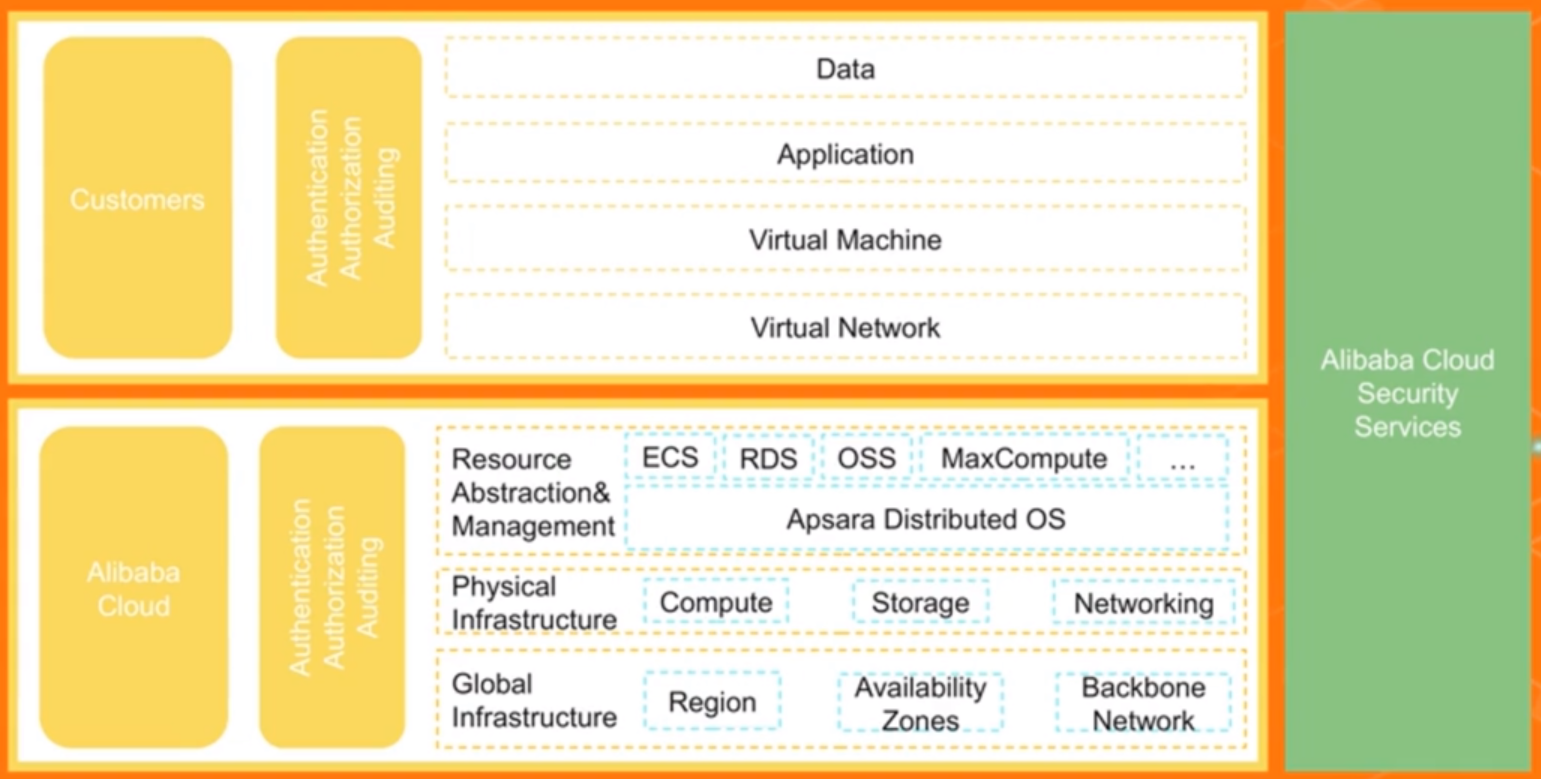 Customers
Authentication
Authorization
Auditing
Data
Application
Virtual Machine
Virtual Network
Alibaba
Cloud
Authentication
Authorization
Auditing
Resource
Abstraction&
Management
ECS
RDS
OSS
MaxCompute
...
Apsara Distributed OS
Physical
Infrastructure
Compute
Storage
Networking
Global
Infrastructure
Region
Availability
Zones
Backbone
Network
Alibaba Cloud
Security
Services